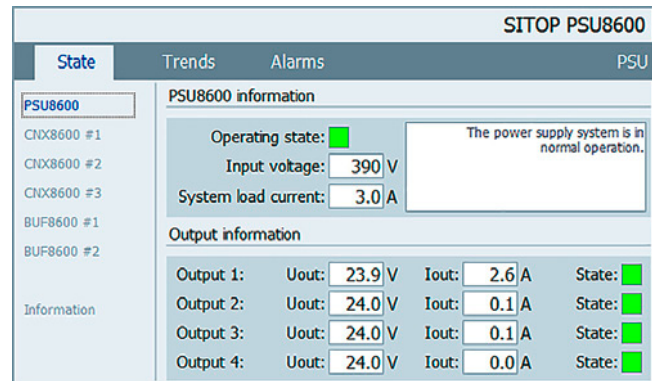 SITOP PSU8600
State Trends Alarms PSU
PSU8600
CNX8600 #1
CNX8600 #2
CNX8600 #3
BUF8600 #1
BUF8600 #2
Information
PSU8600 information
Operating state:
The power supply system is in
normal operation.
Input voltage: 390 V
System load current: 3.0 A
Output information
Output 1: Uout: 23.9 V Iout: 2.6 A State:
Output 2: Uout: 24.0 V Iout: 0.1 A State:
Output 3: Uout: 24.0 V Iout: 0.1 A State:
Output 4: Uout: 24.0 V Iout: 0.0 A State: